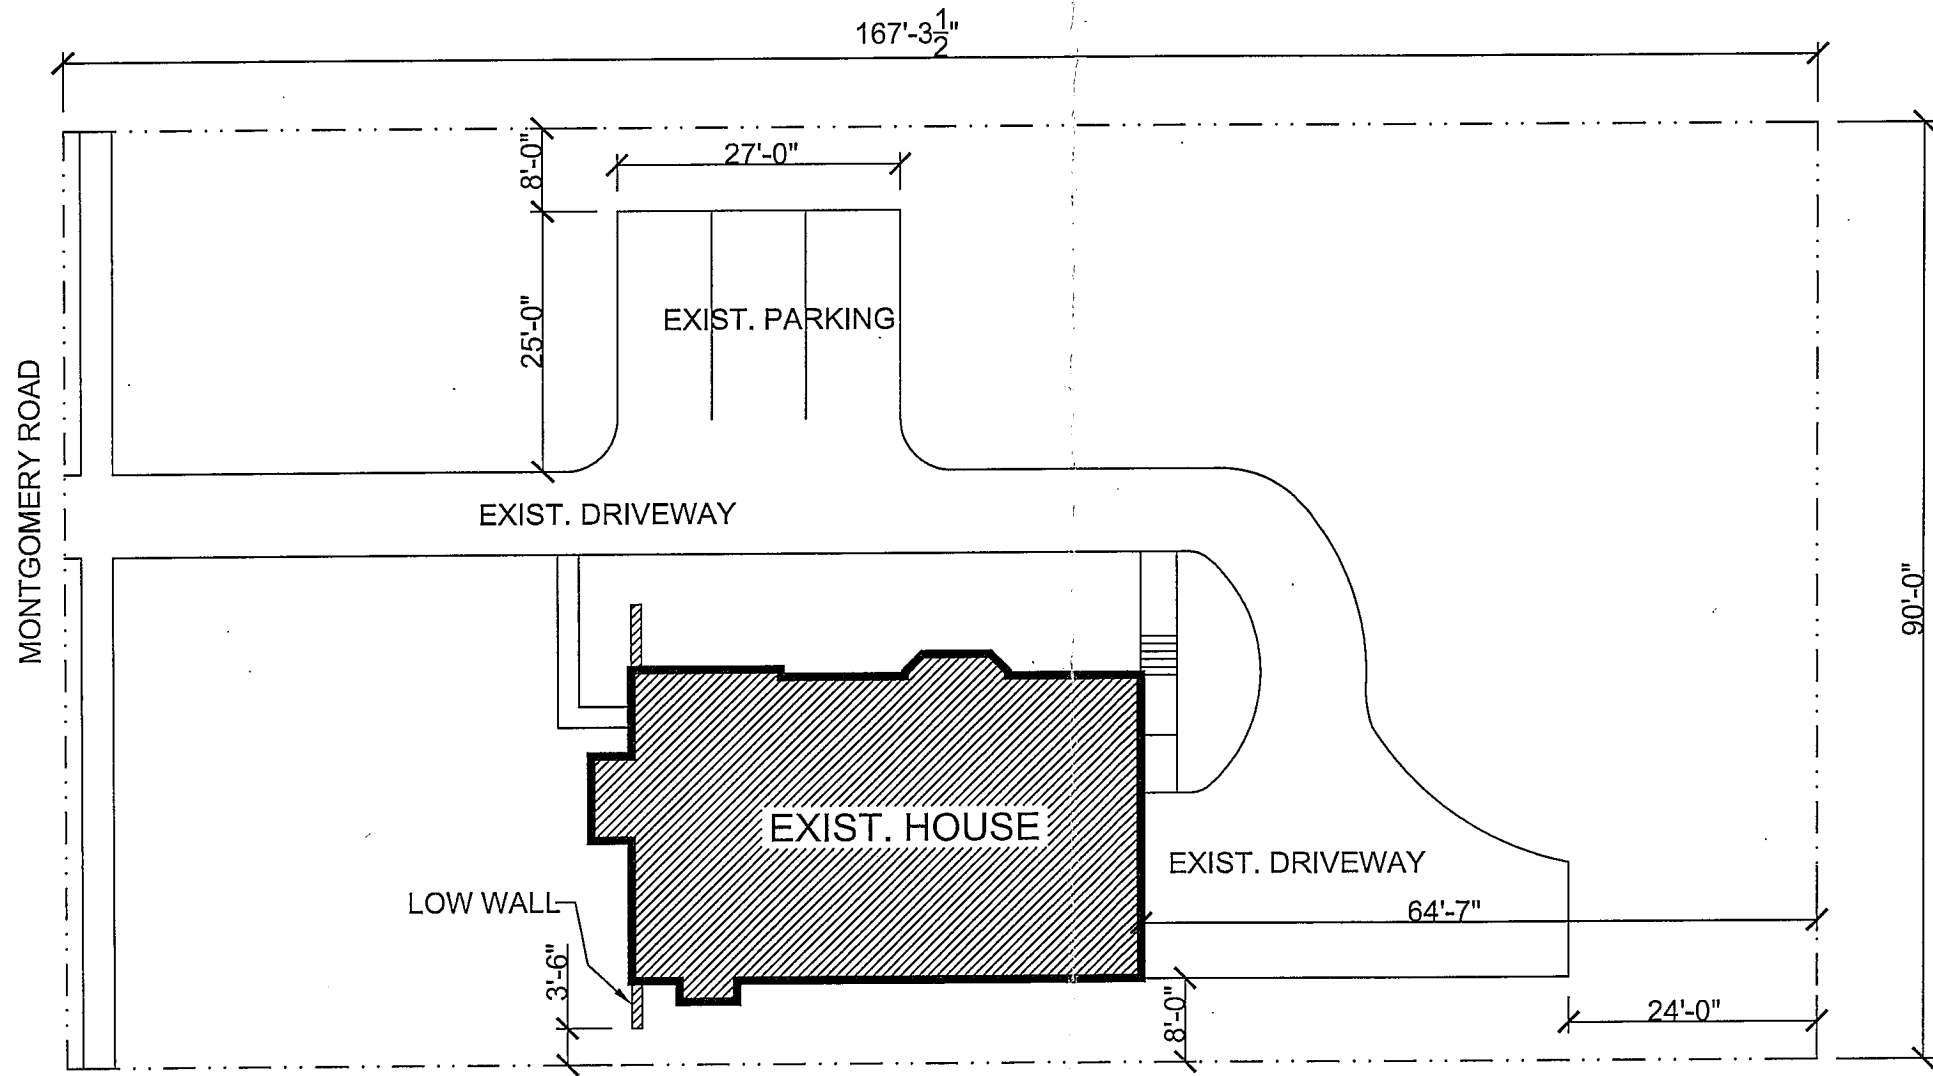 167'-3 1/2"
27'-0"
8'-0"
25'-0"
EXIST. PARKING
MONTGOMERY ROAD
EXIST. DRIVEWAY
90'-0"
EXIST. HOUSE
EXIST. DRIVEWAY
LOW WALL
64'-7"
3'-6"
8'-0"
24'-0"